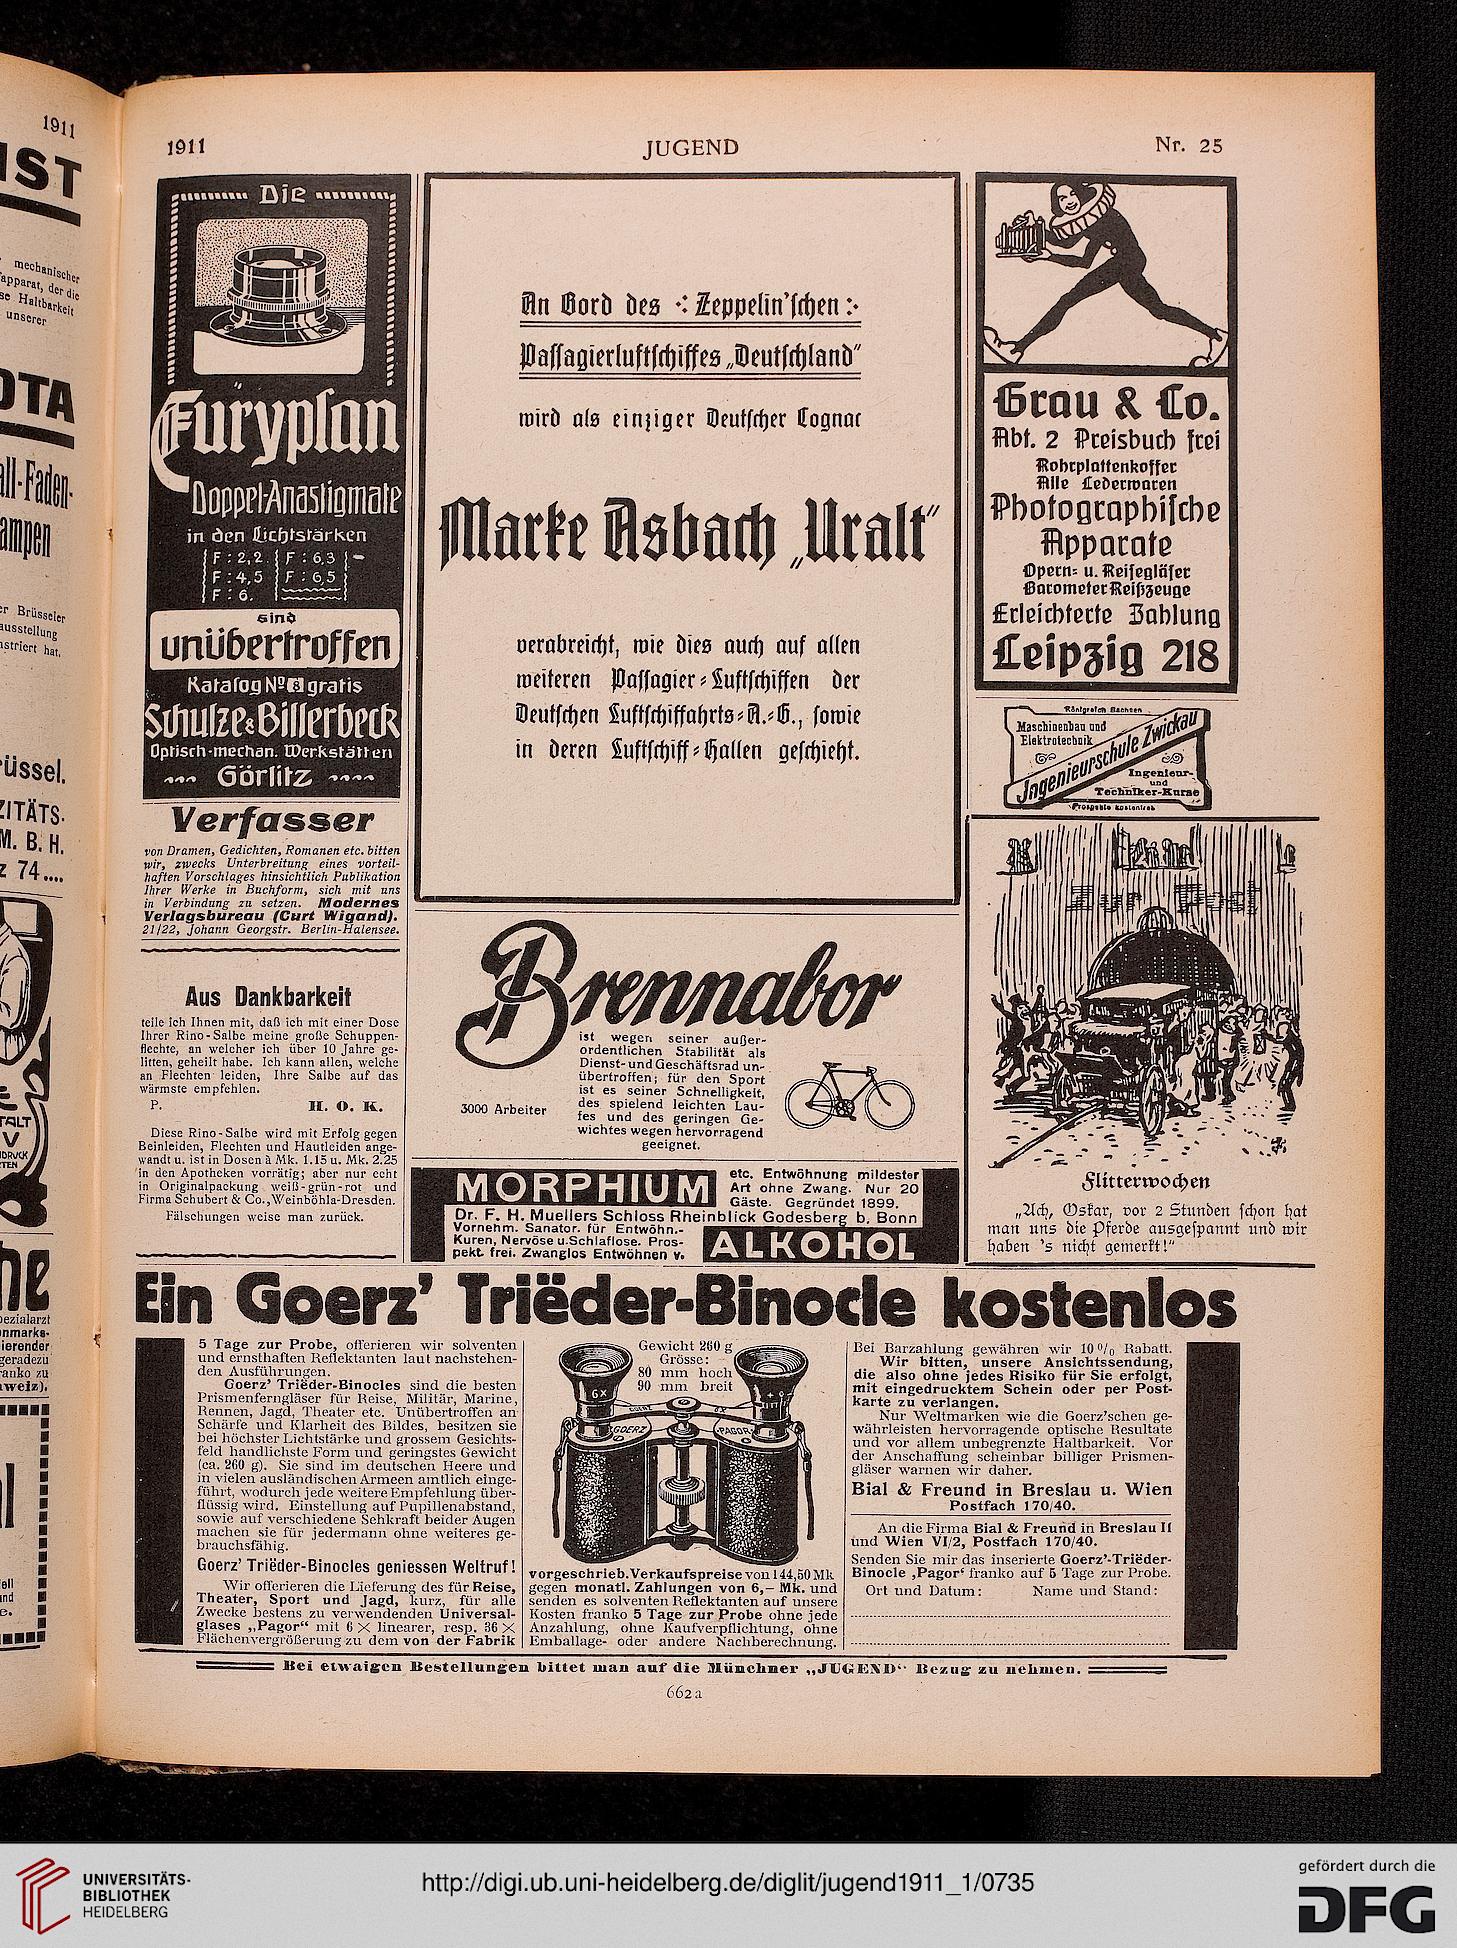 1911
IST
mechanischer
apparat, der die
se Haltbarkeit
unserer
OTA
all-Faden-
ampen
er Brüsseler
ausstellung
nstriert hat,
üssel.
ZITÄTS-
M. B. H.
z 74....
1911
JUGEND
Nr. 25
Die
Euryplan
Doppel-Anastigmate
in den Lichtstärken
F : 2,2. F : 6,3
F : 4,5 F : 6,5
F : 6.
sind
unübertroffen
Katalog No 8 gratis
Schulze & Billerbeck
Optisch-mechan. Werkstätten
Görlitz
Verfasser
von Dramen, Gedichten, Romanen etc. bitten
wir, zwecks Unterbreitung eines vorteil-
haften Vorschlages hinsichtlich Publikation
Ihrer Werke in Buchform, sich mit uns
in Verbindung zu setzen. Modernes
Verlagsbureau (Curt Wigand).
21/22, Johann Georgstr. Berlin-Halensee.
Aus Dankbarkeit
teile ich Ihnen mit, daß ich mit einer Dose
Ihrer Rino-Salbe meine große Schuppen-
flechte, an welcher ich über 10 Jahre ge-
litten, geheilt habe. Ich kann allen, welche
an Flechten leiden, Ihre Salbe auf das
wärmste empfehlen.
P. H. O. K.
Diese Rino-Salbe wird mit Erfolg gegen
Beinleiden, Flechten und Hautleiden ange-
wandt u. ist in Dosen à Mk. 1.15 u. Mk. 2.25
in den Apotheken vorrätig; aber nur echt
in Originalpackung weiß-grün-rot und
Firma Schubert & Co., Weinböhla-Dresden.
Fälschungen weise man zurück.
An Bord des Zeppelin'schen
Passagierluftschiffes „Deutschland"
wird als einziger Deutscher Cognac
Marke Asbach „Uralt"
verabreicht, wie dies auch auf allen
weiteren Passagier-Luftschiffen der
Deutschen Luftschiffahrts-A.-G., sowie
in deren Luftschiff-Hallen geschieht.
Brennabor
ist wegen seiner außer-
ordentlichen Stabilität als
Dienst- und Geschäftsrad un-
übertroffen; für den Sport
ist es seiner Schnelligkeit,
des spielend leichten Lau-
fes und des geringen Ge-
wichtes wegen hervorragend
geeignet.
3000 Arbeiter
MORPHIUM
etc. Entwöhnung mildester
Art ohne Zwang. Nur 20
Gäste. Gegründet 1899.
Dr. F. H. Muellers Schloss Rheinblick Godesberg b. Bonn
Vornehm. Sanator. für Entwöhn.-
Kuren, Nervöse u. Schlaflose. Pros-
pekt frei. Zwanglos Entwöhnen v.
ALKOHOL
Grau & Co.
Abt. 2 Preisbuch frei
Rohrplattenkoffer
Alle Lederwaren
Photographische
Apparate
Opern- u. Reisegläser
Barometer Reißzeuge
Erleichterte Zahlung
Leipzig 218
Königreich Sachsen
Maschinenbau und
Elektrotechnik
Ingenieurschule Zwickau
Ingenieur-
und
Techniker-Kurse
Prospekte kostenfrei
Zur Post
Flitterwochen
„Ach, Oskar, vor 2 Stunden schon hat
man uns die Pferde ausgespannt und wir
haben 's nicht gemerkt!"
Ein Goerz' Triëder-Binocle kostenlos
5 Tage zur Probe, offerieren wir solventen
und ernsthaften Reflektanten laut nachstehen-
den Ausführungen.
Goerz' Triëder-Binocles sind die besten
Prismenferngläser für Reise, Militär, Marine,
Rennen, Jagd, Theater etc. Unübertroffen an
Schärfe und Klarheit des Bildes, besitzen sie
bei höchster Lichtstärke und grossem Gesichts-
feld handlichste Form und geringstes Gewicht
(ca. 260 g). Sie sind im deutschen Heere und
in vielen ausländischen Armeen amtlich einge-
führt, wodurch jede weitere Empfehlung über-
flüssig wird. Einstellung auf Pupillenabstand,
sowie auf verschiedene Sehkraft beider Augen
machen sie für jedermann ohne weiteres ge-
brauchsfähig.
Goerz' Triëder-Binocles geniessen Weltruf!
Wir offerieren die Lieferung des für Reise,
Theater, Sport und Jagd, kurz, für alle
Zwecke bestens zu verwendenden Universal-
glases „Pagor" mit 6 × linearer, resp. 36 ×
Flächenvergrößerung zu dem von der Fabrik
Gewicht 260 g
Grösse:
80 mm hoch
90 mm breit
6×
GOERZ
PAGOR
vorgeschrieb. Verkaufspreise von 144,50 Mk
gegen monatl. Zahlungen von 6,– Mk. und
senden es solventen Reflektanten auf unsere
Kosten franko 5 Tage zur Probe ohne jede
Anzahlung, ohne Kaufverpflichtung, ohne
Emballage- oder andere Nachberechnung.
Bei Barzahlung gewähren wir 10% Rabatt.
Wir bitten, unsere Ansichtssendung,
die also ohne jedes Risiko für Sie erfolgt,
mit eingedrucktem Schein oder per Post-
karte zu verlangen.
Nur Weltmarken wie die Goerz'schen ge-
währleisten hervorragende optische Resultate
und vor allem unbegrenzte Haltbarkeit. Vor
der Anschaffung scheinbar billiger Prismen-
gläser warnen wir daher.
Bial & Freund in Breslau u. Wien
Postfach 170/40.
An die Firma Bial & Freund in Breslau II
und Wien VI/2, Postfach 170/40.
Senden Sie mir das inserierte Goerz'-Triëder-
Binocle ‚Pagor‘ franko auf 5 Tage zur Probe.
Ort und Datum: Name und Stand:
Bei etwaigen Bestellungen bittet man auf die Münchner „JUGEND" Bezug zu nehmen.
662 a
UNIVERSITÄTS-
BIBLIOTHEK
HEIDELBERG
http://digi.ub.uni-heidelberg.de/diglit/jugend1911_1/0735
gefördert durch die
DFG